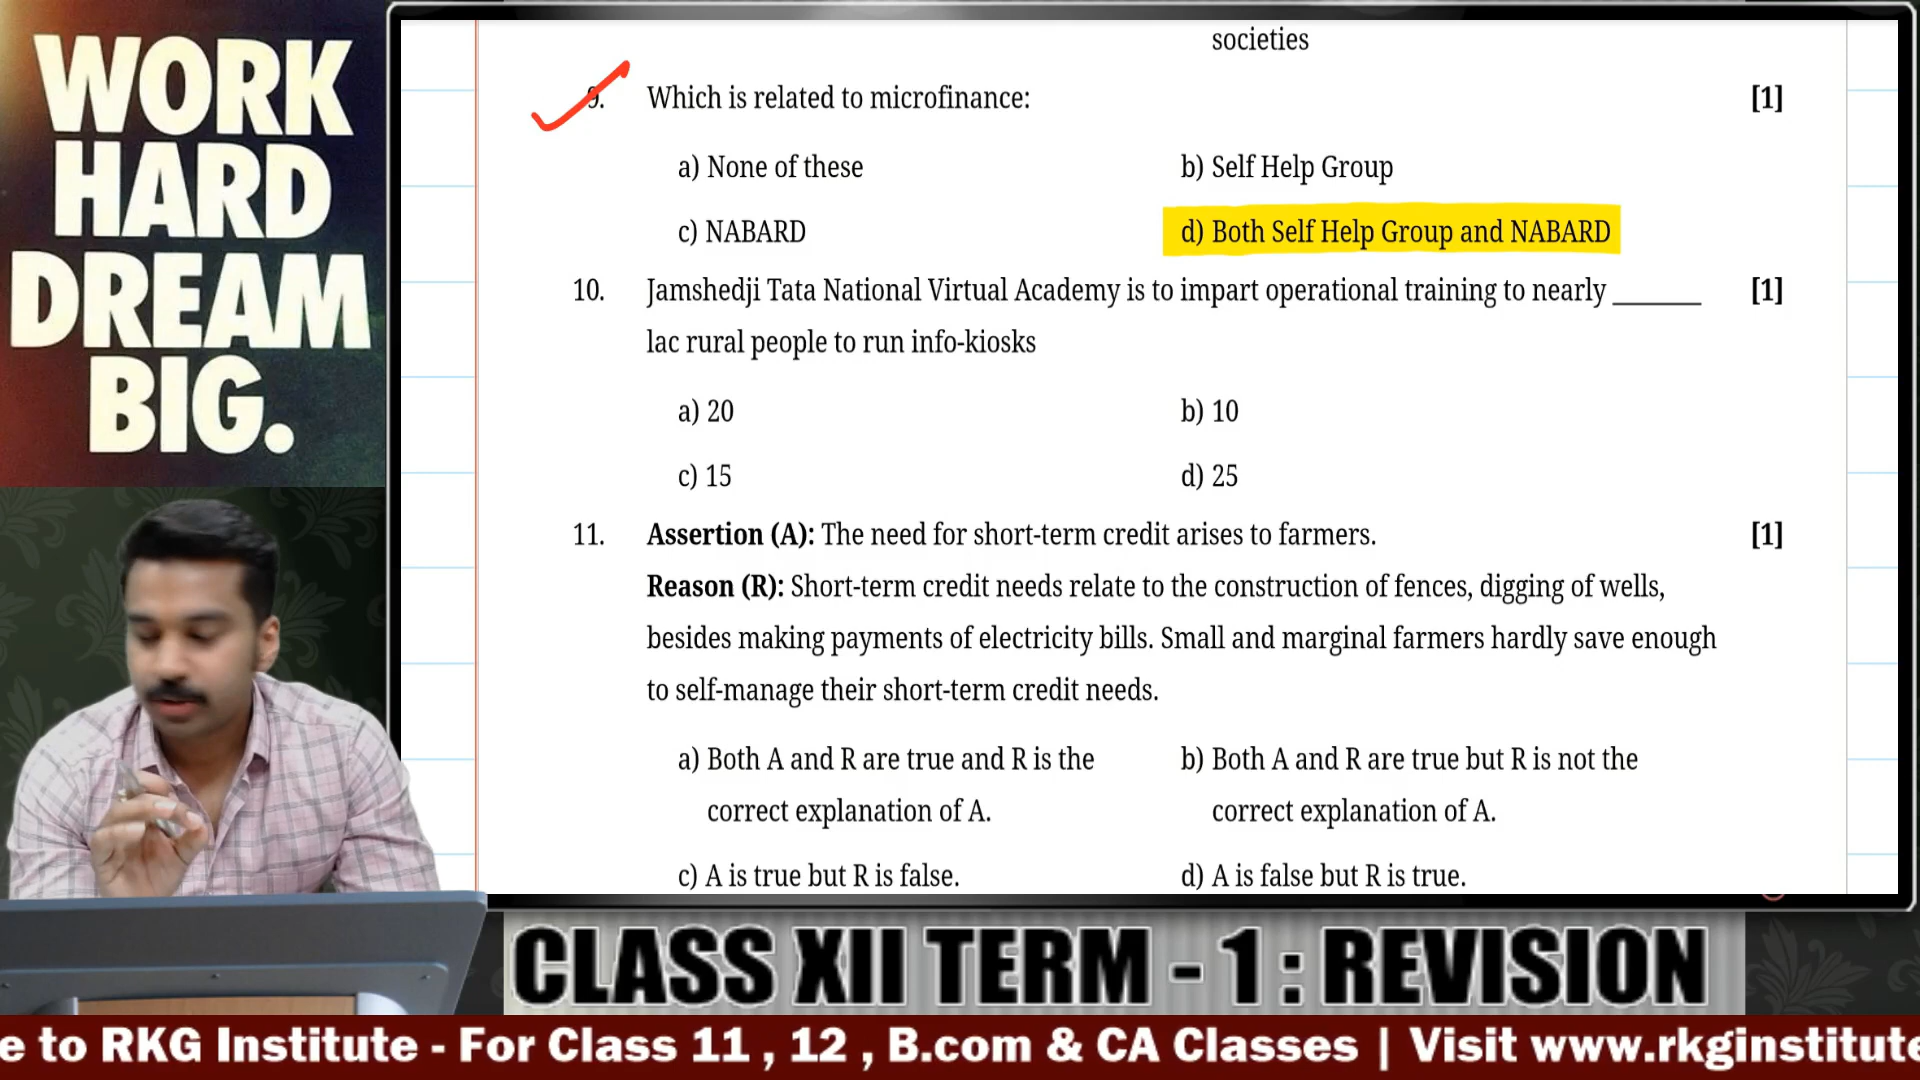 WORK
HARD
DREAM
BIG.
societies
9. Which is related to microfinance: [1]
a) None of these b) Self Help Group
c) NABARD d) Both Self Help Group and NABARD
10. Jamshedji Tata National Virtual Academy is to impart operational training to nearly _______ [1]
lac rural people to run info-kiosks
a) 20 b) 10
c) 15 d) 25
11. Assertion (A): The need for short-term credit arises to farmers. [1]
Reason (R): Short-term credit needs relate to the construction of fences, digging of wells,
besides making payments of electricity bills. Small and marginal farmers hardly save enough
to self-manage their short-term credit needs.
a) Both A and R are true and R is the b) Both A and R are true but R is not the
correct explanation of A. correct explanation of A.
c) A is true but R is false. d) A is false but R is true.
CLASS XII TERM - 1 : REVISION
e to RKG Institute - For Class 11 , 12 , B.com & CA Classes | Visit www.rkginstitute